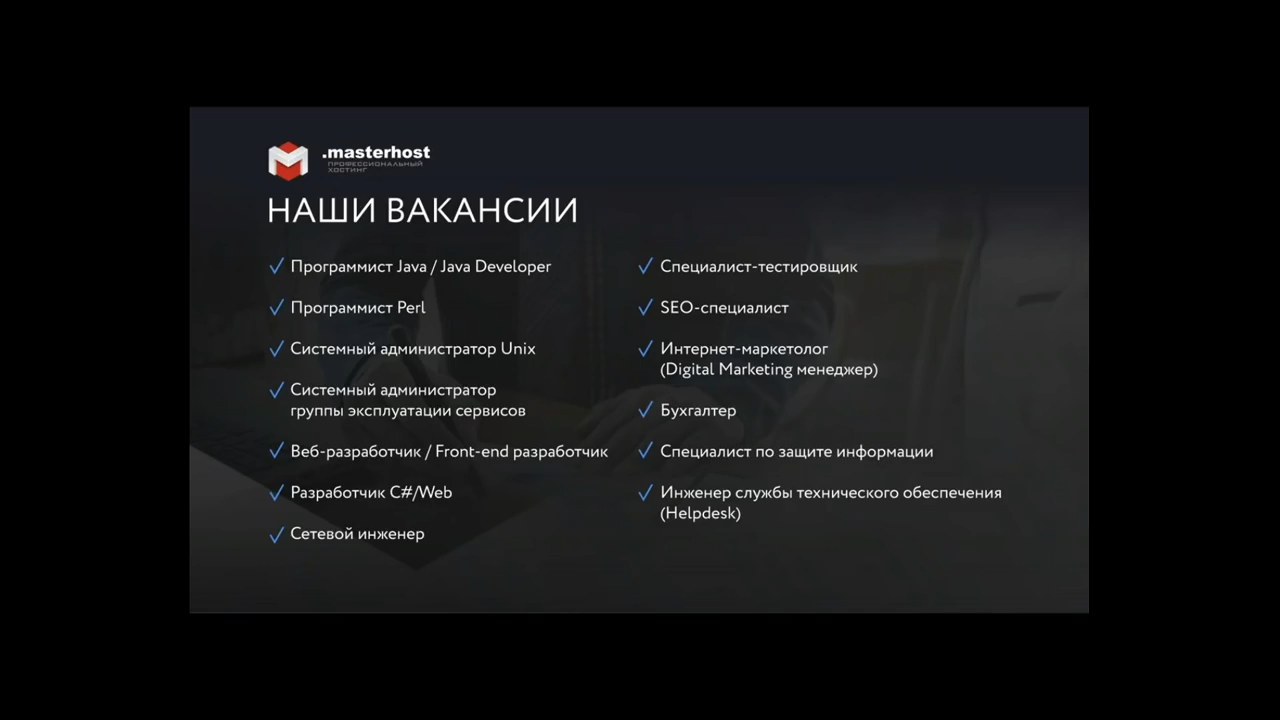 .masterhost
ПРОФЕССИОНАЛЬНЫЙ
ХОСТИНГ
НАШИ ВАКАНСИИ
Программист Java / Java Developer
Программист Perl
Системный администратор Unix
Системный администратор
группы эксплуатации сервисов
Веб-разработчик / Front-end разработчик
Разработчик C#/Web
Сетевой инженер
Специалист-тестировщик
SEO-специалист
Интернет-маркетолог
(Digital Marketing менеджер)
Бухгалтер
Специалист по защите информации
Инженер службы технического обеспечения
(Helpdesk)